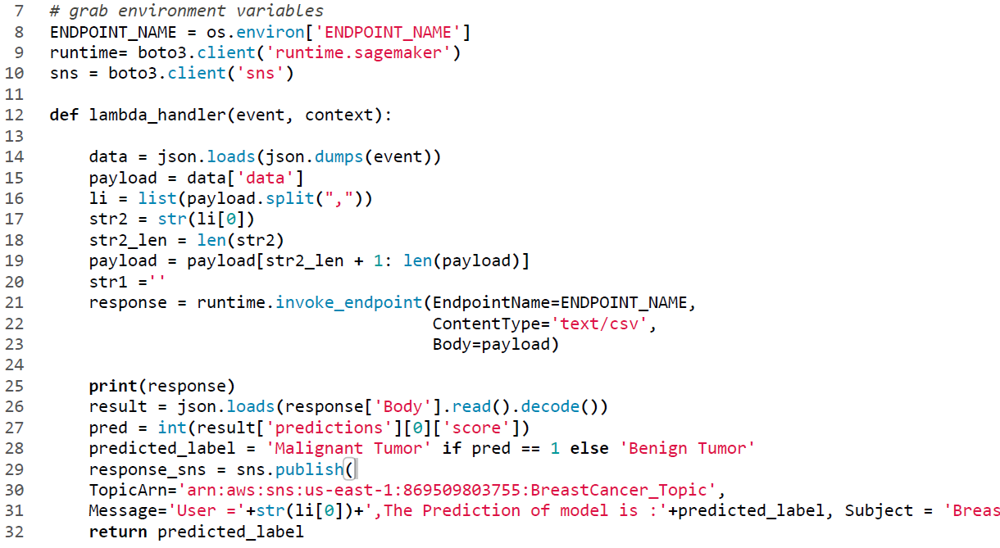 7 # grab environment variables
8 ENDPOINT_NAME = os.environ['ENDPOINT_NAME']
9 runtime= boto3.client('runtime.sagemaker')
10 sns = boto3.client('sns')
11
12 def lambda_handler(event, context):
13
14     data = json.loads(json.dumps(event))
15     payload = data['data']
16     li = list(payload.split(","))
17     str2 = str(li[0])
18     str2_len = len(str2)
19     payload = payload[str2_len + 1: len(payload)]
20     str1 =''
21     response = runtime.invoke_endpoint(EndpointName=ENDPOINT_NAME,
22                                        ContentType='text/csv',
23                                        Body=payload)
24
25     print(response)
26     result = json.loads(response['Body'].read().decode())
27     pred = int(result['predictions'][0]['score'])
28     predicted_label = 'Malignant Tumor' if pred == 1 else 'Benign Tumor'
29     response_sns = sns.publish(
30     TopicArn='arn:aws:sns:us-east-1:869509803755:BreastCancer_Topic',
31     Message='User ='+str(li[0])+',The Prediction of model is :'+predicted_label, Subject = 'Breas
32     return predicted_label